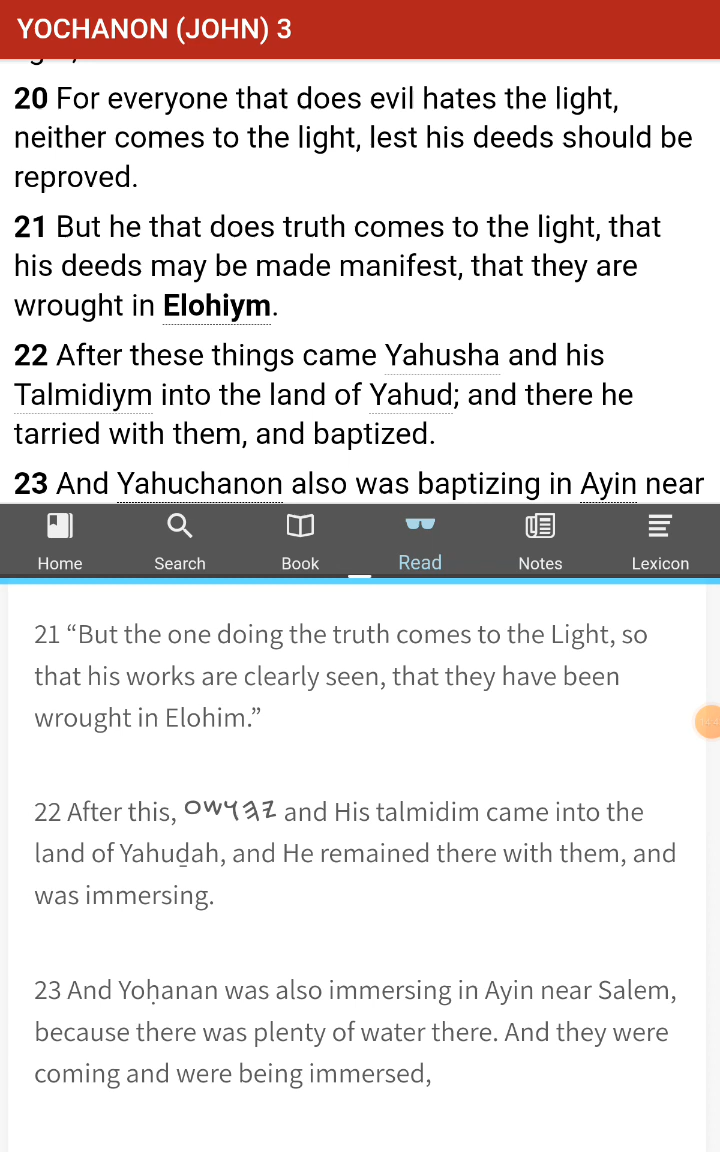 YOCHANON (JOHN) 3
20 For everyone that does evil hates the light,
neither comes to the light, lest his deeds should be
reproved.
21 But he that does truth comes to the light, that
his deeds may be made manifest, that they are
wrought in Elohiym.
22 After these things came Yahusha and his
Talmidiym into the land of Yahud; and there he
tarried with them, and baptized.
23 And Yahuchanon also was baptizing in Ayin near
Home Search Book Read Notes Lexicon
21 “But the one doing the truth comes to the Light, so
that his works are clearly seen, that they have been
wrought in Elohim.”
22 After this, 𐤉𐤄𐤅𐤔𐤏 and His talmidim came into the
land of Yahuḏah, and He remained there with them, and
was immersing.
23 And Yoḥanan was also immersing in Ayin near Salem,
because there was plenty of water there. And they were
coming and were being immersed,